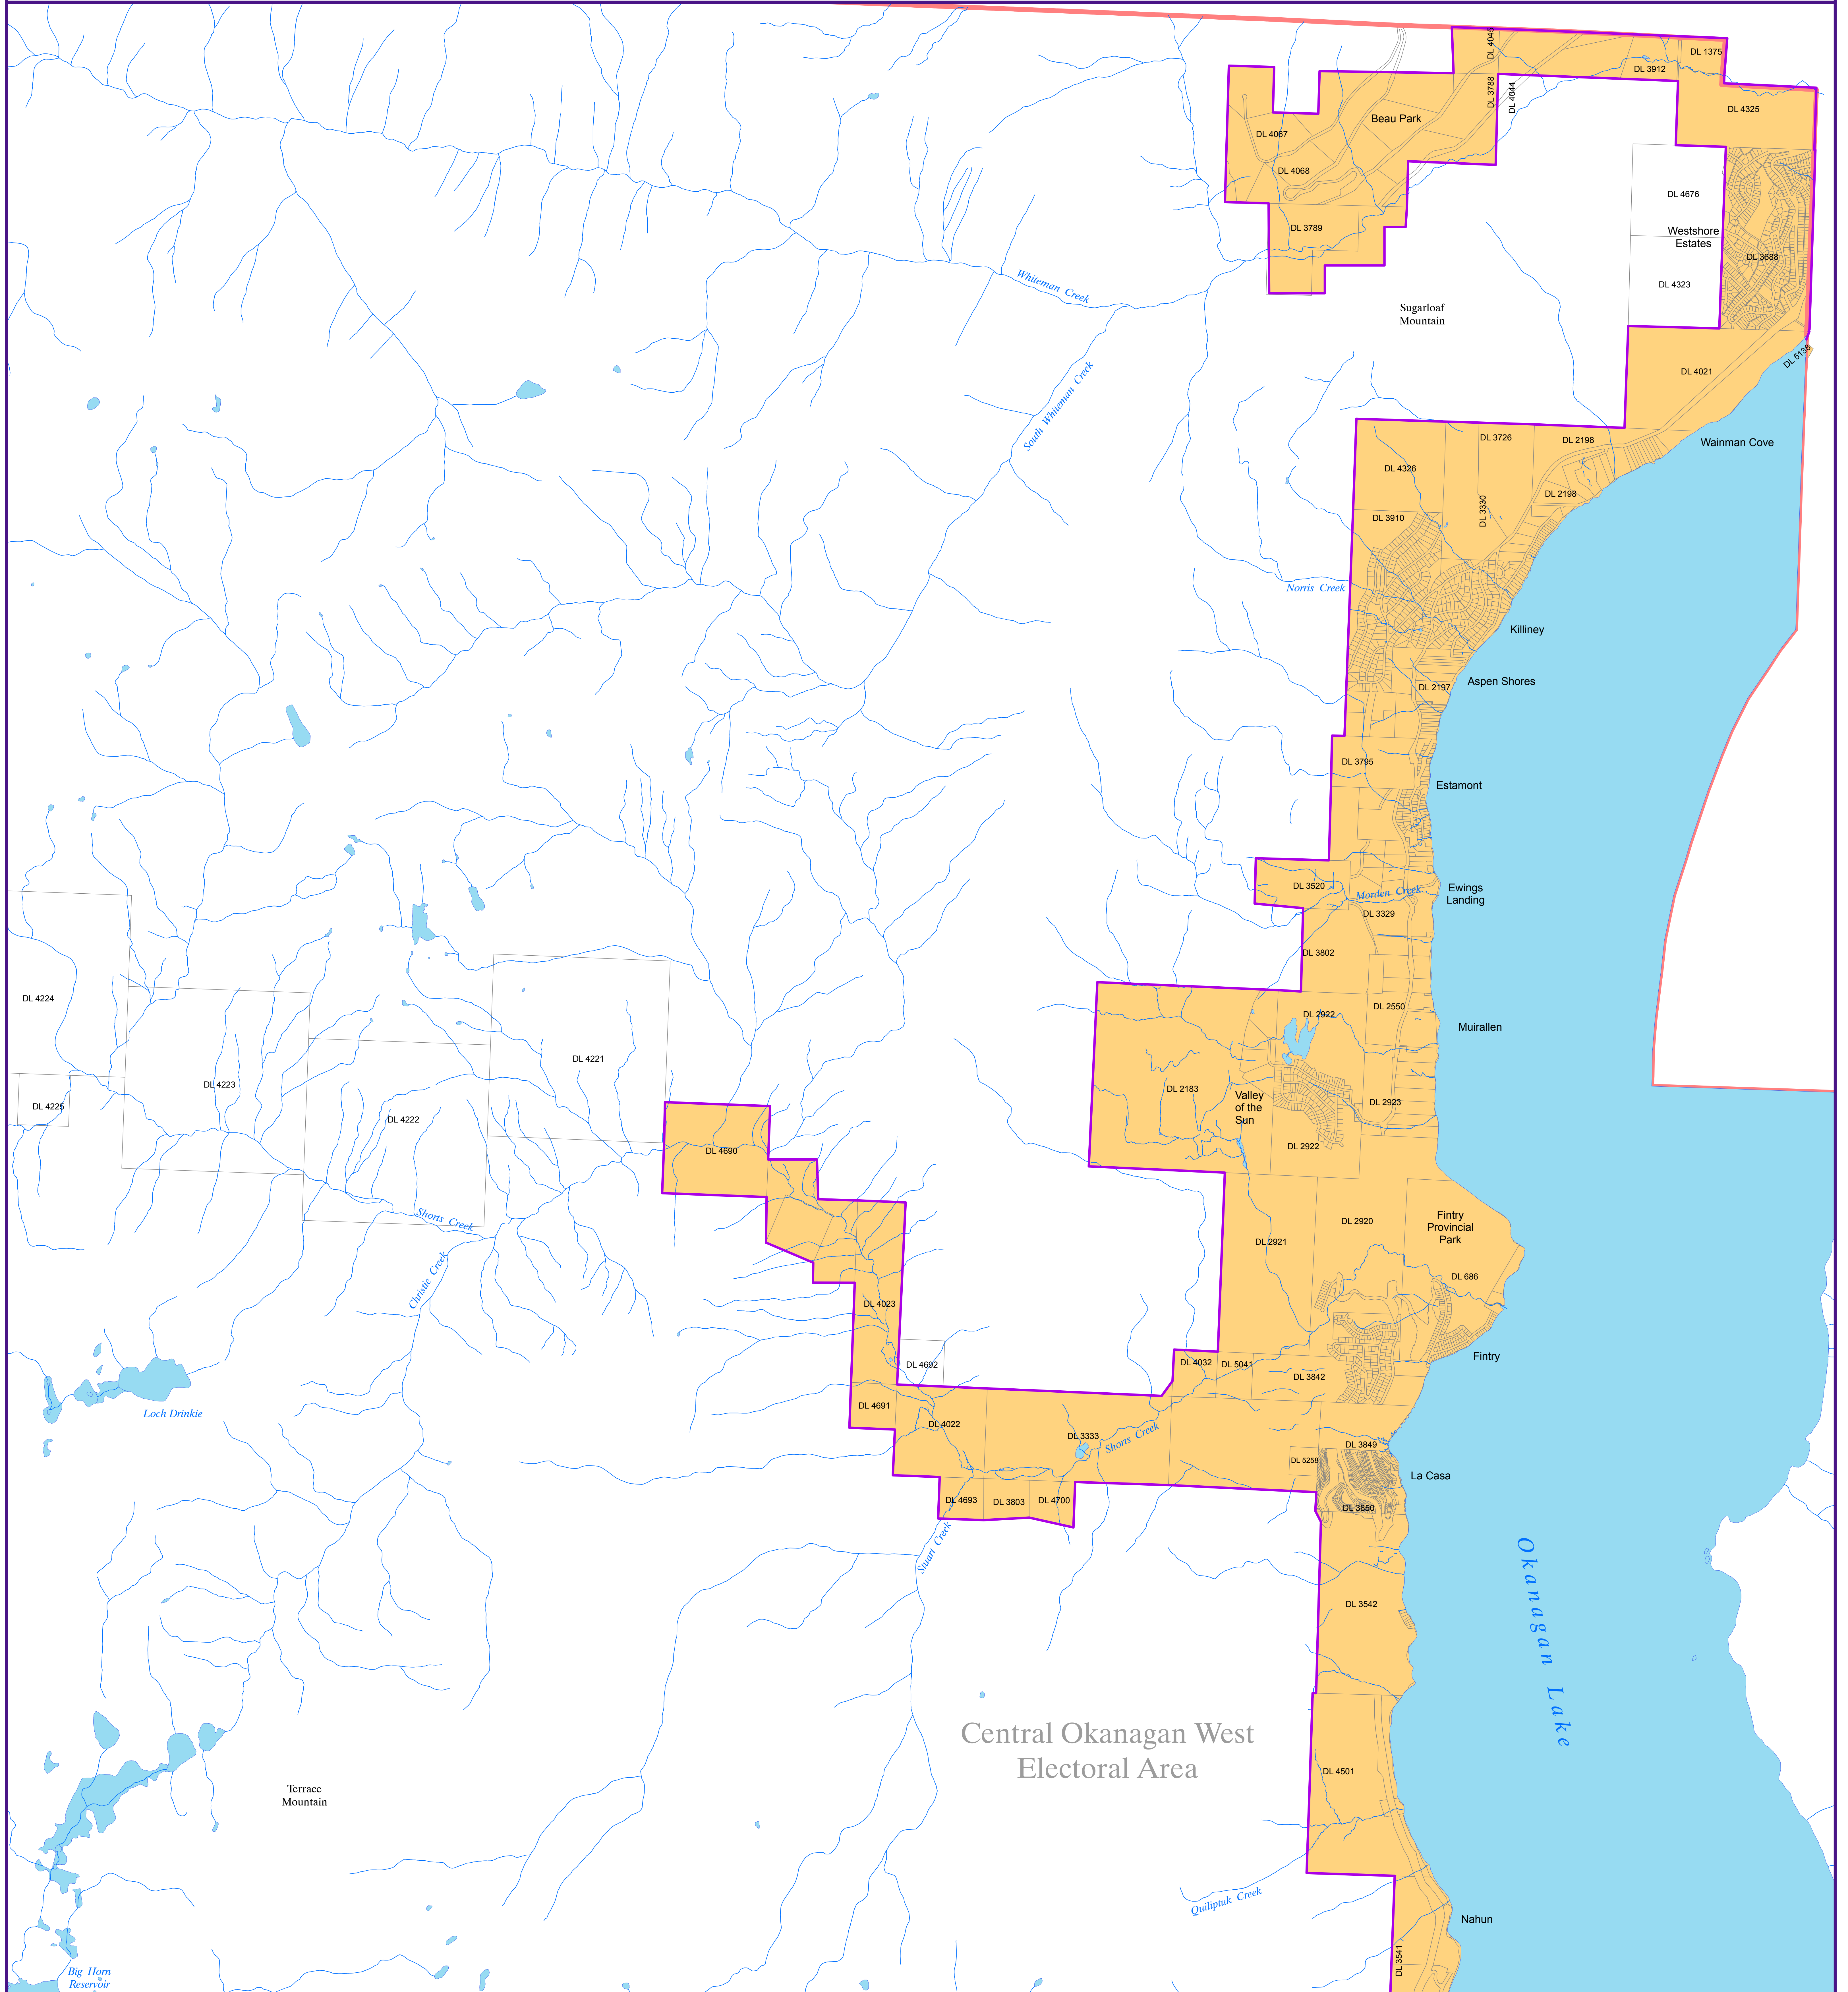 DL 4045
DL 1375
DL 3912
DL 3788
DL 4044
DL 4325
Beau Park
DL 4067
DL 4068
DL 4676
DL 3789
Westshore
Estates
DL 3688
Whiteman Creek
DL 4323
Sugarloaf
Mountain
DL 5138
DL 4021
South Whiteman Creek
DL 3726
DL 2198
Wainman Cove
DL 4326
DL 2198
DL 3330
DL 3910
Norris Creek
Killiney
Aspen Shores
DL 2197
DL 3795
Estamont
DL 3520
Morden Creek
Ewings
Landing
DL 3329
DL 3802
DL 4224
DL 2550
DL 2922
Muirallen
DL 4221
DL 4223
DL 2183
Valley
of the
Sun
DL 2923
DL 4225
DL 4222
DL 2922
DL 4690
Shorts Creek
DL 2920
Fintry
Provincial
Park
DL 2921
Christie Creek
DL 686
DL 4023
DL 4692
DL 4032
DL 5041
DL 3842
Fintry
Loch Drinkie
DL 4691
DL 4022
DL 3333
Shorts Creek
DL 3849
DL 5258
La Casa
DL 4693
DL 3803
DL 4700
DL 3850
Stuart Creek
DL 3542
Okanagan Lake
Central Okanagan West
Electoral Area
DL 4501
Terrace
Mountain
Quiliptuk Creek
Nahun
DL 3541
Big Horn
Reservoir